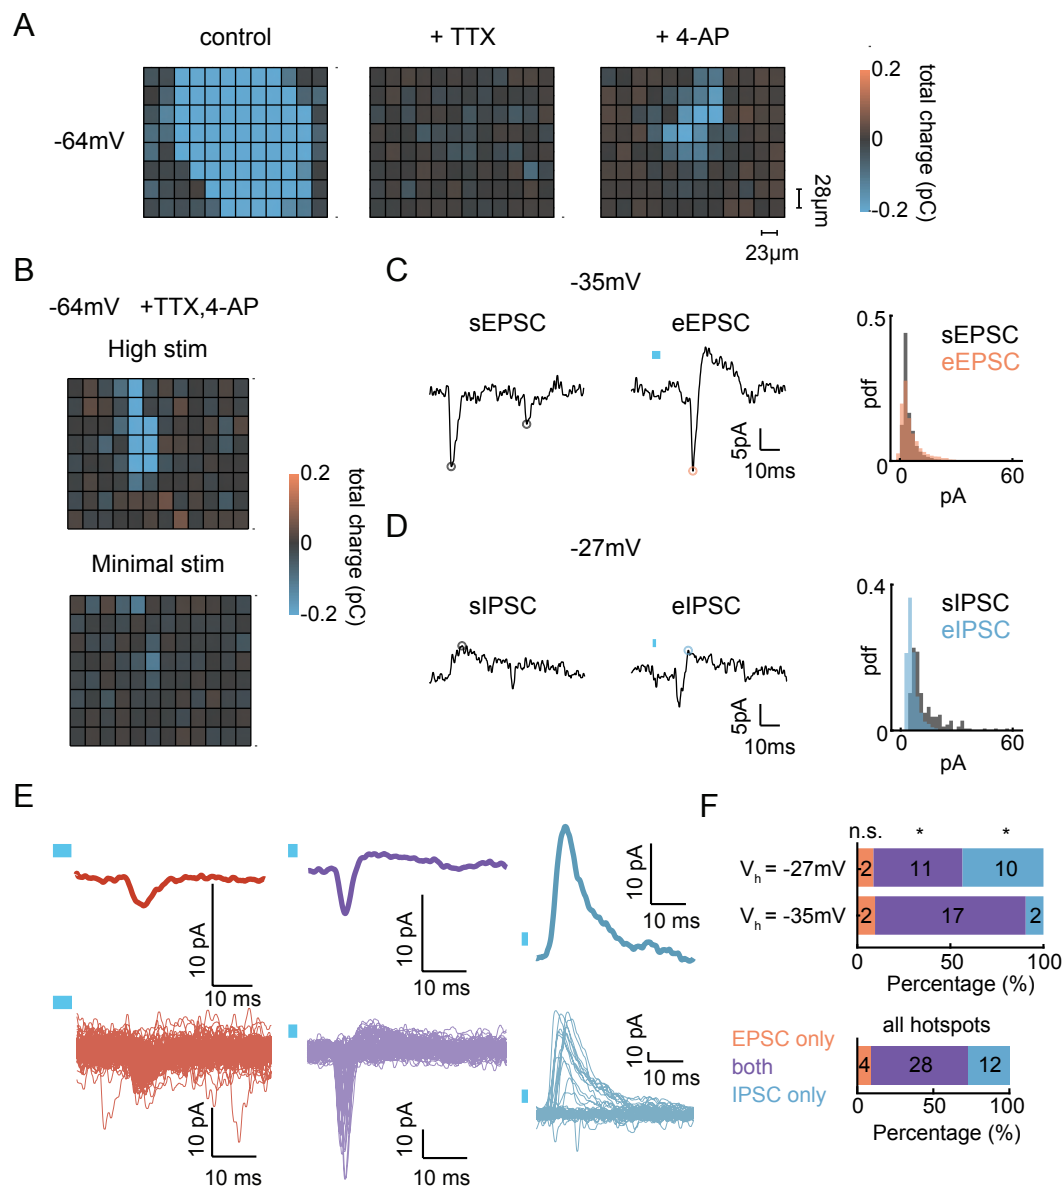 A
control
+ TTX
+ 4-AP
-64mV
0.2
0
-0.2
total charge (pC)
28µm
23µm
B
-64mV +TTX,4-AP
High stim
Minimal stim
0.2
0
-0.2
total charge (pC)
C
-35mV
sEPSC
eEPSC
5pA
10ms
0.5
0
pdf
sEPSC
eEPSC
0
60
pA
D
-27mV
sIPSC
eIPSC
5pA
10ms
0.4
0
pdf
sIPSC
eIPSC
0
60
pA
E
10 pA
10 ms
10 pA
10 ms
10 pA
10 ms
10 pA
10 ms
10 pA
10 ms
10 pA
10 ms
F
n.s. * *
Vh = -27mV 2 11 10
Vh = -35mV 2 17 2
0 50 100
Percentage (%)
EPSC only
both
IPSC only
all hotspots
4 28 12
0 50 100
Percentage (%)